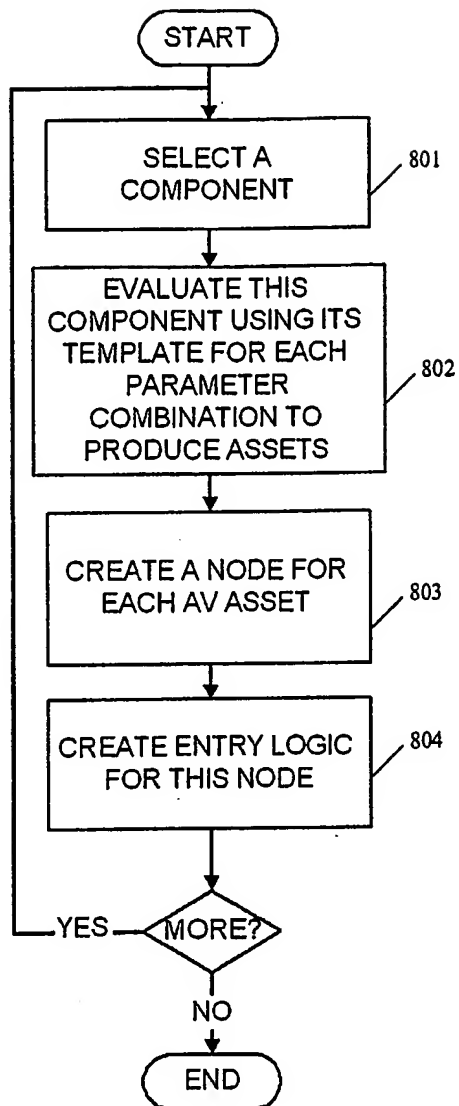 START
SELECT A
COMPONENT
801
EVALUATE THIS
COMPONENT USING ITS
TEMPLATE FOR EACH
PARAMETER
COMBINATION TO
PRODUCE ASSETS
802
CREATE A NODE FOR
EACH AV ASSET
803
CREATE ENTRY LOGIC
FOR THIS NODE
804
YES
MORE?
NO
END